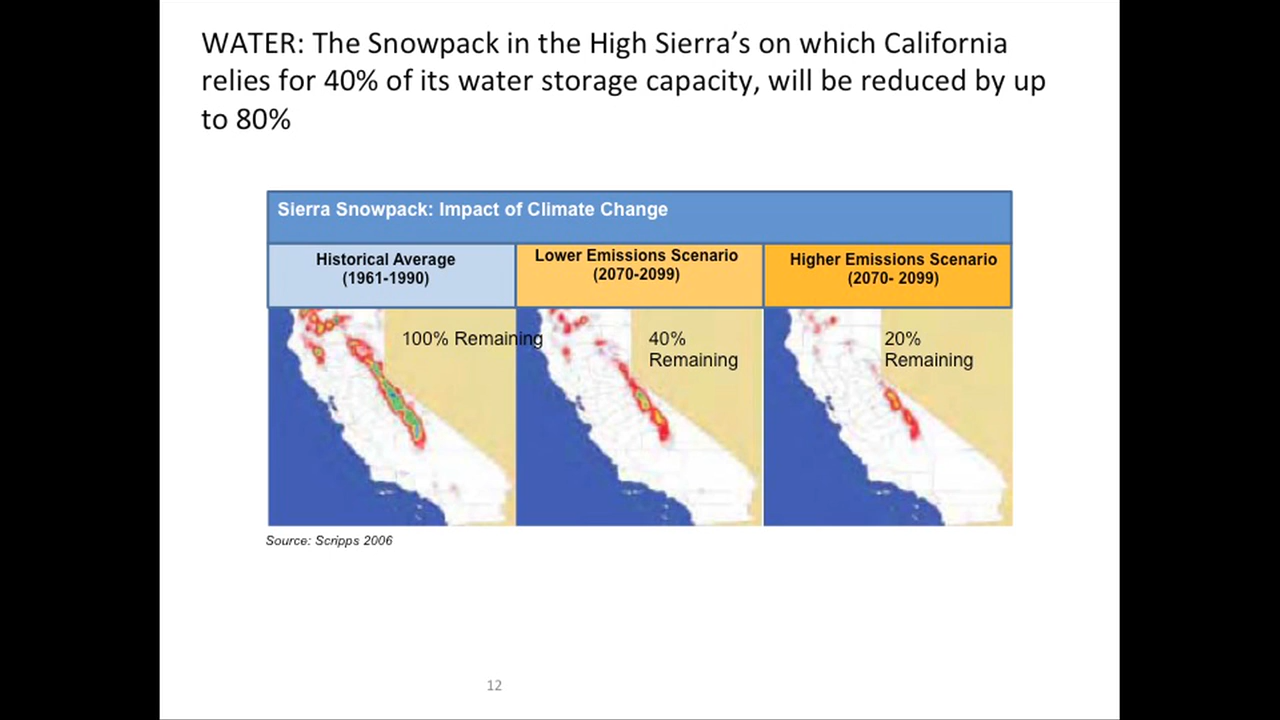 WATER: The Snowpack in the High Sierra’s on which California
relies for 40% of its water storage capacity, will be reduced by up
to 80%
Sierra Snowpack: Impact of Climate Change
Historical Average
(1961-1990)
Lower Emissions Scenario
(2070-2099)
Higher Emissions Scenario
(2070- 2099)
100% Remaining
40%
Remaining
20%
Remaining
Source: Scripps 2006
12